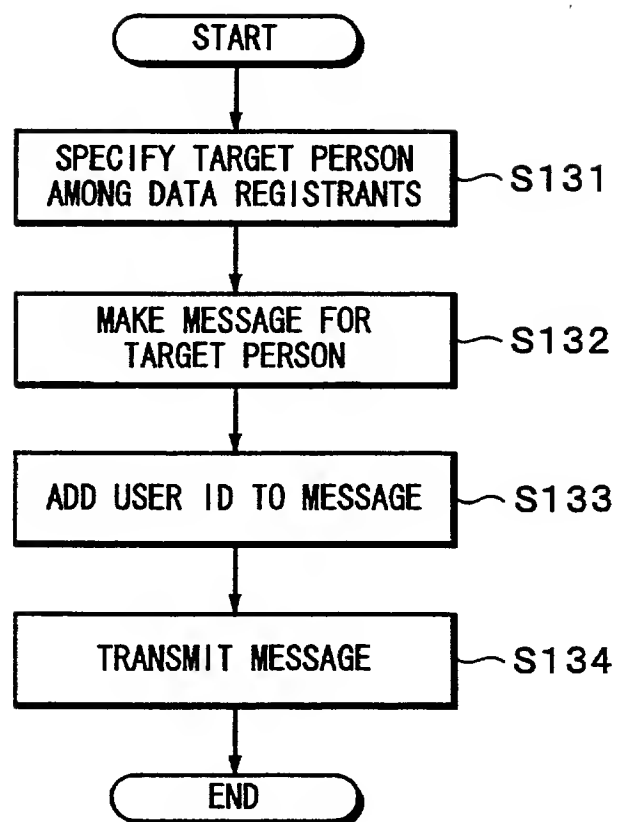 START
SPECIFY TARGET PERSON
AMONG DATA REGISTRANTS
S131
MAKE MESSAGE FOR
TARGET PERSON
S132
ADD USER ID TO MESSAGE
S133
TRANSMIT MESSAGE
S134
END